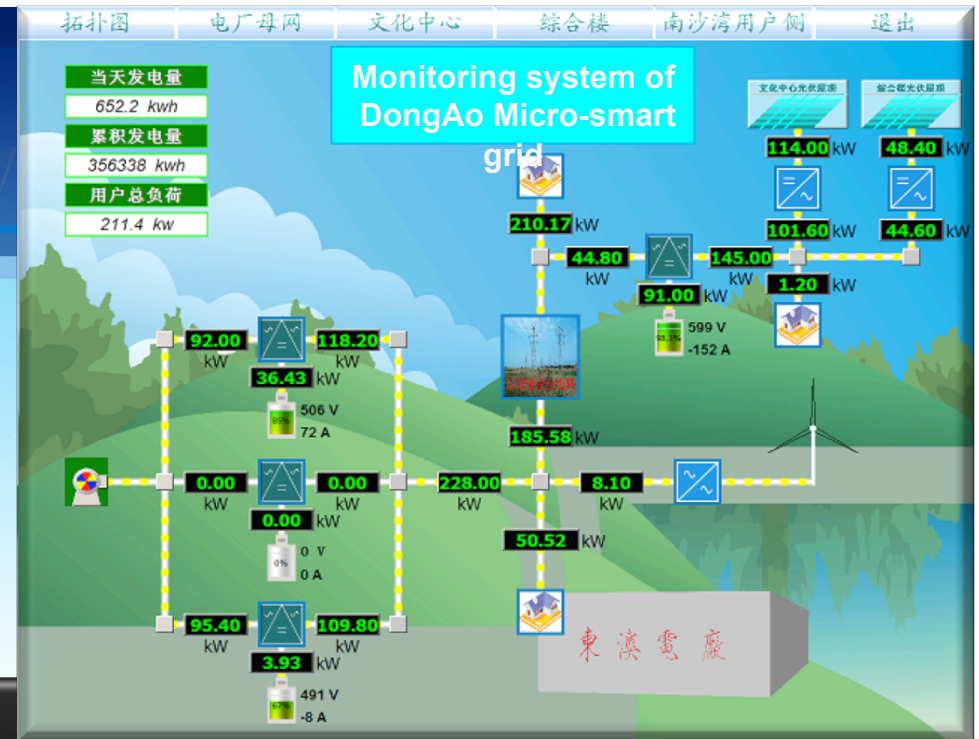 拓扑图 电厂母网 文化中心 综合楼 南沙湾用户侧 退出
Monitoring system of
DongAo Micro-smart
grid
当天发电量
652.2 kwh
累积发电量
356338 kwh
用户总负荷
211.4 kw
文化中心光伏屋顶 综合楼光伏屋顶
114.00 kW 48.40 kW
210.17 kW
101.60 kW 44.60 kW
44.80 kW
145.00 kW
1.20 kW
91.00 kW
98.1%
599 V
-152 A
92.00 kW
118.20 kW
36.43 kW
85%
506 V
72 A
185.58 kW
0.00 kW
0.00 kW
228.00 kW
8.10 kW
0.00 kW
0%
0 V
0 A
50.52 kW
95.40 kW
109.80 kW
東澳電廠
3.93 kW
67%
491 V
-8 A